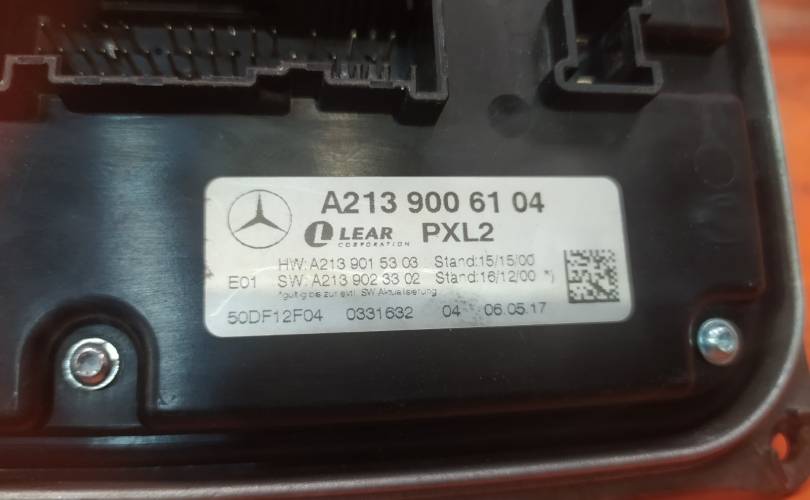 A213 900 61 04
LEAR PXL2
CORPORATION
HW: A213 901 53 03 Stand:15/15/00
E01 SW: A213 902 33 02 Stand:16/12/00 *)
*gültig bis zur evtl. SW Aktualisierung
50DF12F04 0331632 04 06.05.17